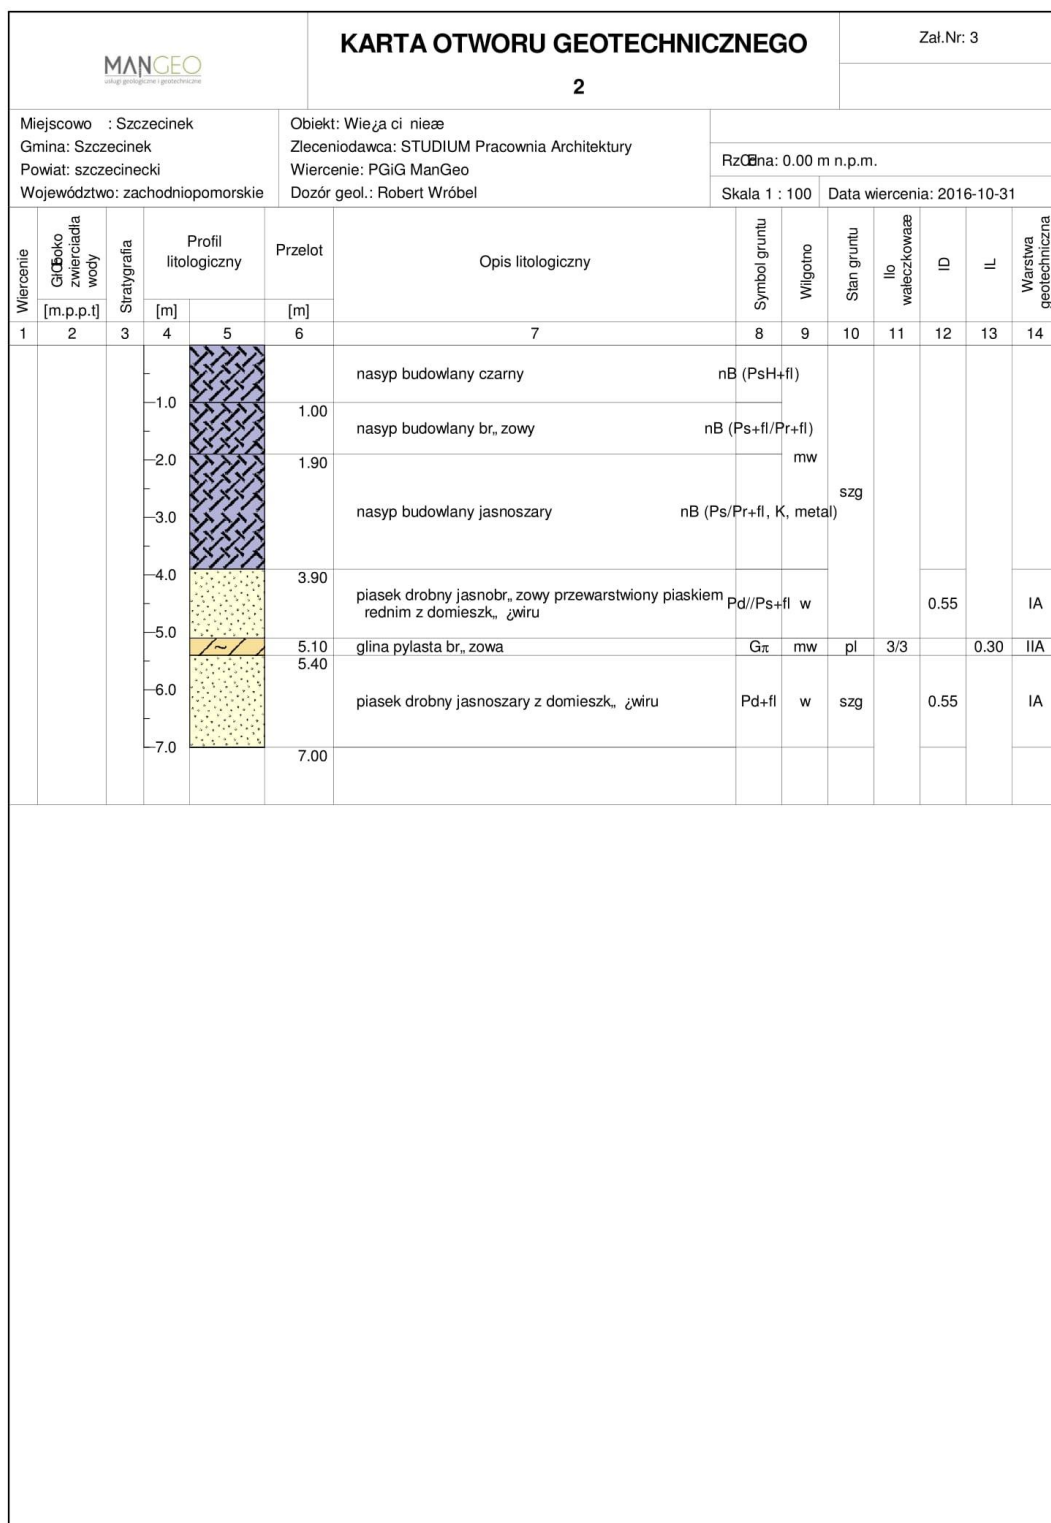 MANGEO
usługi geologiczne i geotechniczne
KARTA OTWORU GEOTECHNICZNEGO
2
Zał.Nr: 3
Miejscowo : Szczecinek
Gmina: Szczecinek
Powiat: szczecinecki
Województwo: zachodniopomorskie
Obiekt: Wie¿a ci nieæ
Zleceniodawca: STUDIUM Pracownia Architektury
Wiercenie: PGiG ManGeo
Dozór geol.: Robert Wróbel
0.00 m n.p.m.
Skala 1 : 100 Data wiercenia: 2016-10-31
Wiercenie
zwierciadła
wody
[m.p.p.t]
Stratygrafia
Profil
litologiczny
[m]
Przelot
[m]
Opis litologiczny
Symbol gruntu
Wilgotno
Stan gruntu
Ilo
wałeczkowaæ
ID
IL
Warstwa
geotechniczna
1 2 3 4 5 6 7 8 9 10 11 12 13 14
nasyp budowlany czarny nB (PsH+fl)
1.0 1.00
nasyp budowlany br„ zowy nB (Ps+fl/Pr+fl)
mw
2.0 1.90
szg
3.0 nasyp budowlany jasnoszary nB (Ps/Pr+fl, K, metal)
4.0 3.90
piasek drobny jasnobr„ zowy przewarstwiony piaskiem
rednim z domieszk„ ¿wiru
Pd//Ps+fl w 0.55 IA
5.0 5.10 glina pylasta br„ zowa Gπ mw pl 3/3 0.30 IIA
5.40
6.0 piasek drobny jasnoszary z domieszk„ ¿wiru Pd+fl w szg 0.55 IA
7.0 7.00